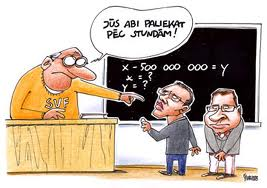 JŪS ABI PALIEKAT
PĒC STUNDĀM!
X - 500 000 000 = Y
X = ?
Y = ?
SVF